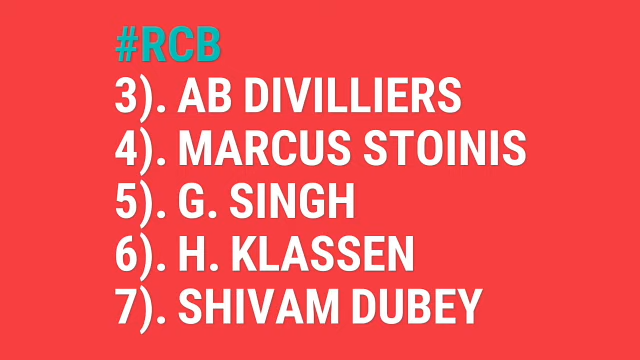 #RCB
3). AB DIVILLIERS
4). MARCUS STOINIS
5). G. SINGH
6). H. KLASSEN
7). SHIVAM DUBEY